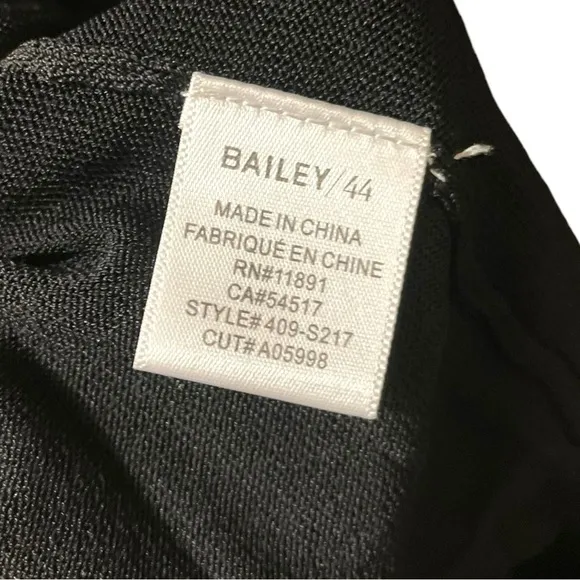 BAILEY/44
MADE IN CHINA
FABRIQUÉ EN CHINE
RN#11891
CA#54517
STYLE# 409-S217
CUT# A05998